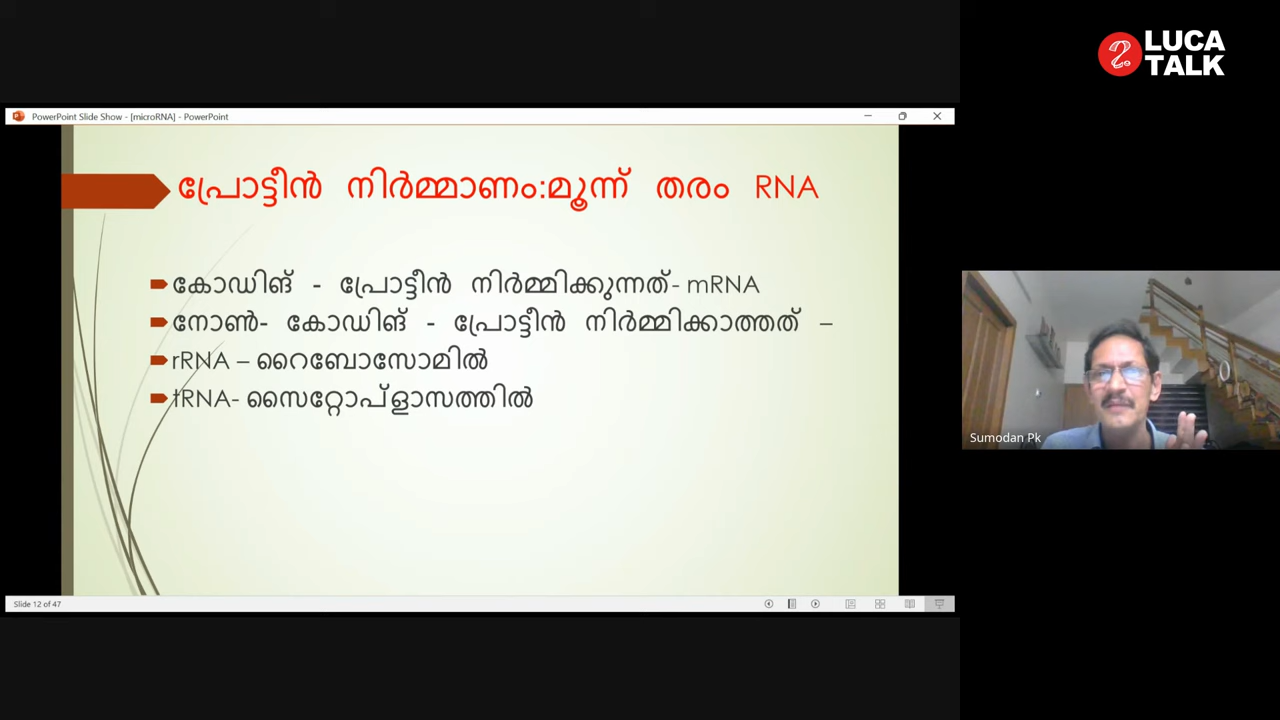 LUCA
TALK
PowerPoint Slide Show - [microRNA] - PowerPoint
പ്രോട്ടീൻ നിർമ്മാണം:മൂന്ന് തരം RNA
കോഡിങ് - പ്രോട്ടീൻ നിർമ്മിക്കുന്നത്- mRNA
നോൺ- കോഡിങ് - പ്രോട്ടീൻ നിർമ്മിക്കാത്തത് –
rRNA – റൈബോസോമിൽ
tRNA- സൈറ്റോപ്ളാസത്തിൽ
Sumodan Pk
Slide 12 of 47